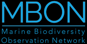 MBON
Marine Biodiversity
Observation Network